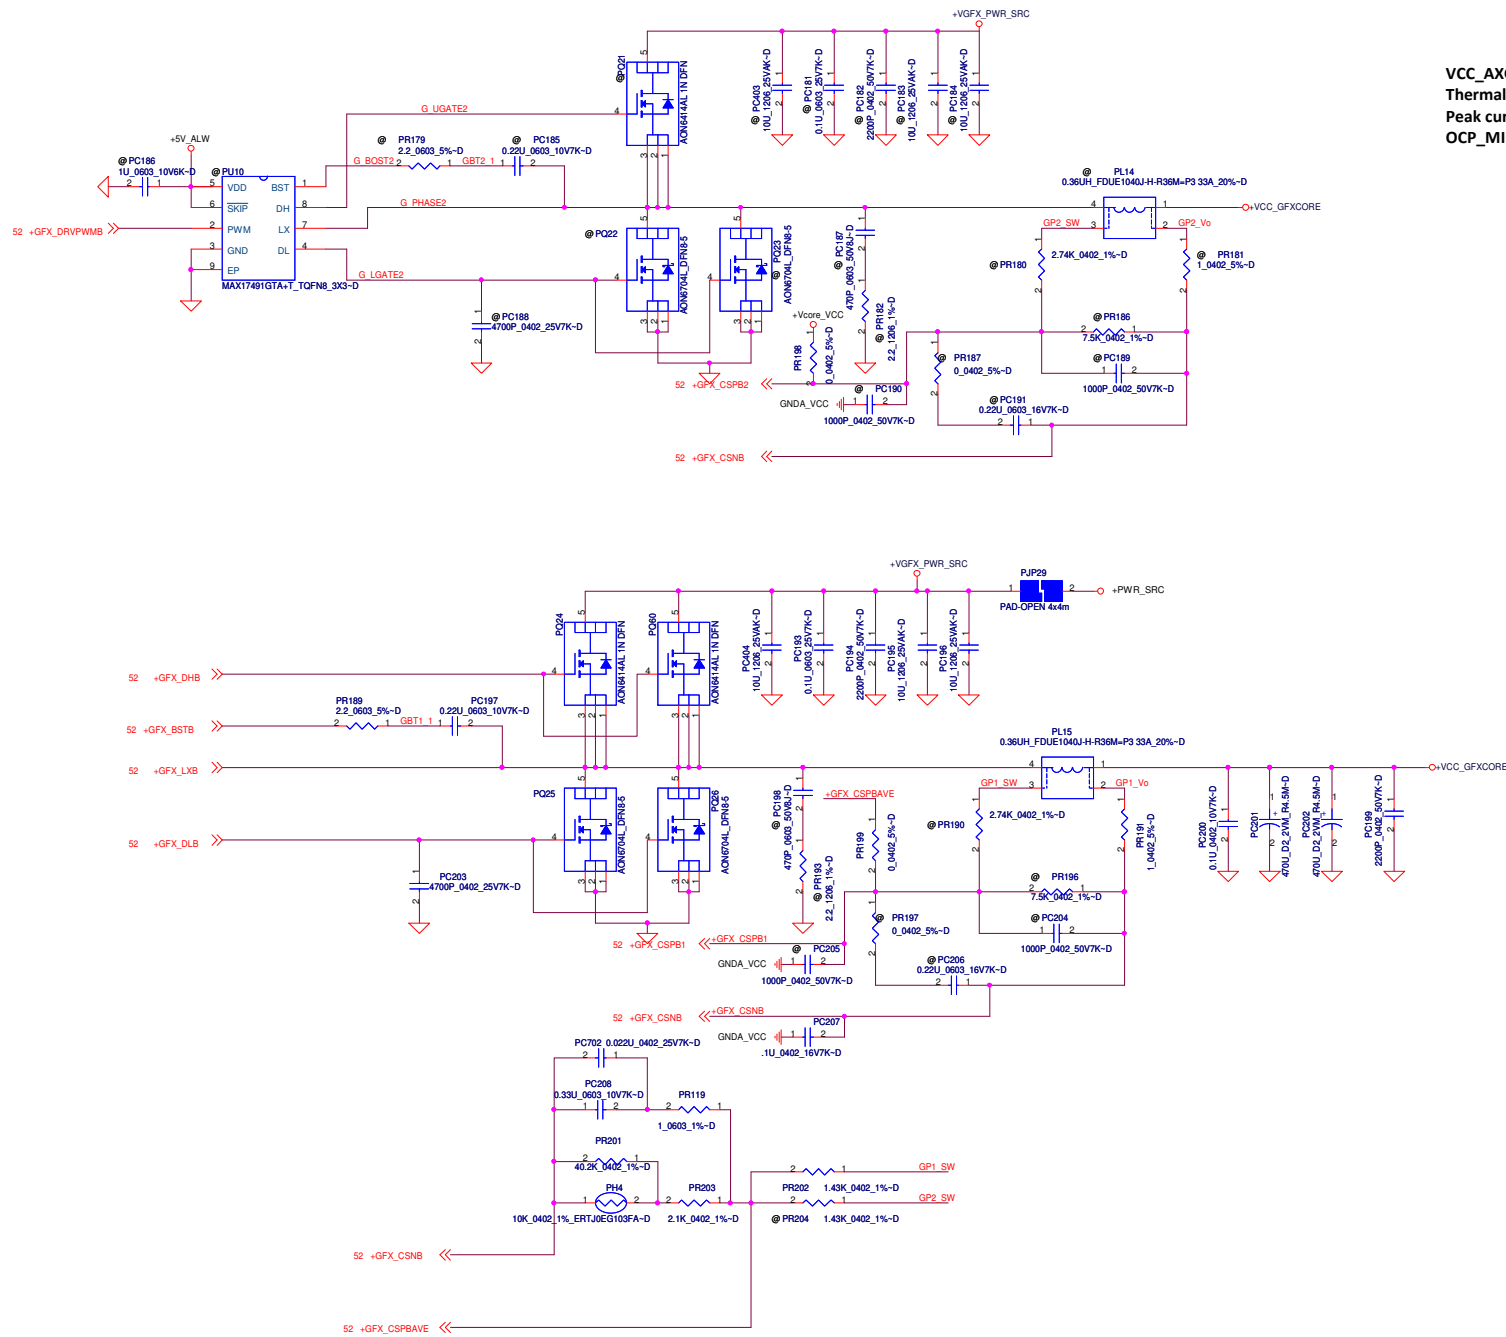 +VGFX_PWR_SRC
VCC_AX
Thermal
Peak cur
OCP_MI
@PQ21
AON6414AL 1N DFN
@ PC403
10U_1206_25VAK~D
@ PC181
0.1U_0603_25V7K~D
@ PC182
2200P_0402_50V7K~D
@ PC183
10U_1206_25VAK~D
@ PC184
10U_1206_25VAK~D
G_UGATE2
+5V_ALW
@ PR179
2.2_0603_5%~D
@ PC185
0.22U_0603_10V7K~D
G_BOST2
GBT2_1
@ PC186
1U_0603_10V6K~D
@ PU10
VDD
BST
SKIP
DH
PWM
LX
GND
DL
EP
MAX17491GTA+T_TQFN8_3X3~D
52 +GFX_DRVPWMB
G_PHASE2
G_LGATE2
@ PC188
4700P_0402_25V7K~D
@ PQ22
AON6704L_DFN8-5
PQ23
@
AON6704L_DFN8-5
@ PC187
470P_0603_50V8J~D
@ PR182
2.2_1206_1%~D
@
PL14
0.36UH_FDUE1040J-H-R36M=P3 33A_20%~D
+VCC_GFXCORE
GP2_SW
GP2_Vo
@ PR180
2.74K_0402_1%~D
@ PR181
1_0402_5%~D
+Vcore_VCC
PR198
0_0402_5%~D
@ PR186
7.5K_0402_1%~D
@ PR187
0_0402_5%~D
@ PC189
1000P_0402_50V7K~D
52 +GFX_CSPB2
@ PC190
GNDA_VCC
1000P_0402_50V7K~D
@ PC191
0.22U_0603_16V7K~D
52 +GFX_CSNB
+VGFX_PWR_SRC
PJP29
+PWR_SRC
PAD-OPEN 4x4m
PQ24
AON6414AL 1N DFN
PQ60
AON6414AL 1N DFN
PC404
10U_1206_25VAK~D
PC193
0.1U_0603_25V7K~D
PC194
2200P_0402_50V7K~D
PC195
10U_1206_25VAK~D
PC196
10U_1206_25VAK~D
52 +GFX_DHB
PR189
2.2_0603_5%~D
GBT1_1
PC197
0.22U_0603_10V7K~D
52 +GFX_BSTB
52 +GFX_LXB
PL15
0.36UH_FDUE1040J-H-R36M=P3 33A_20%~D
+VCC_GFXCORE
PQ25
AON6704L_DFN8-5
PQ26
AON6704L_DFN8-5
52 +GFX_DLB
PC203
4700P_0402_25V7K~D
@ PC198
470P_0603_50V8J~D
@ PR193
2.2_1206_1%~D
+GFX_CSPBAVE
PR199
0_0402_5%~D
GP1_SW
GP1_Vo
@ PR190
2.74K_0402_1%~D
PR191
1_0402_5%~D
PC200
0.1U_0402_10V7K~D
PC201
470U_D2_2VM_R4.5M~D
PC202
470U_D2_2VM_R4.5M~D
PC199
2200P_0402_50V7K~D
@ PR196
7.5K_0402_1%~D
@ PR197
0_0402_5%~D
@ PC204
1000P_0402_50V7K~D
52 +GFX_CSPB1
+GFX_CSPB1
@ PC205
GNDA_VCC
1000P_0402_50V7K~D
@ PC206
0.22U_0603_16V7K~D
52 +GFX_CSNB
+GFX_CSNB
PC207
GNDA_VCC
.1U_0402_16V7K~D
PC702 0.022U_0402_25V7K~D
PC208
0.33U_0603_10V7K~D
PR119
1_0603_1%~D
PR201
40.2K_0402_1%~D
PH4
10K_0402_1%_ERTJ0EG103FA~D
PR203
2.1K_0402_1%~D
GP1_SW
PR202 1.43K_0402_1%~D
GP2_SW
@ PR204 1.43K_0402_1%~D
52 +GFX_CSNB
52 +GFX_CSPBAVE